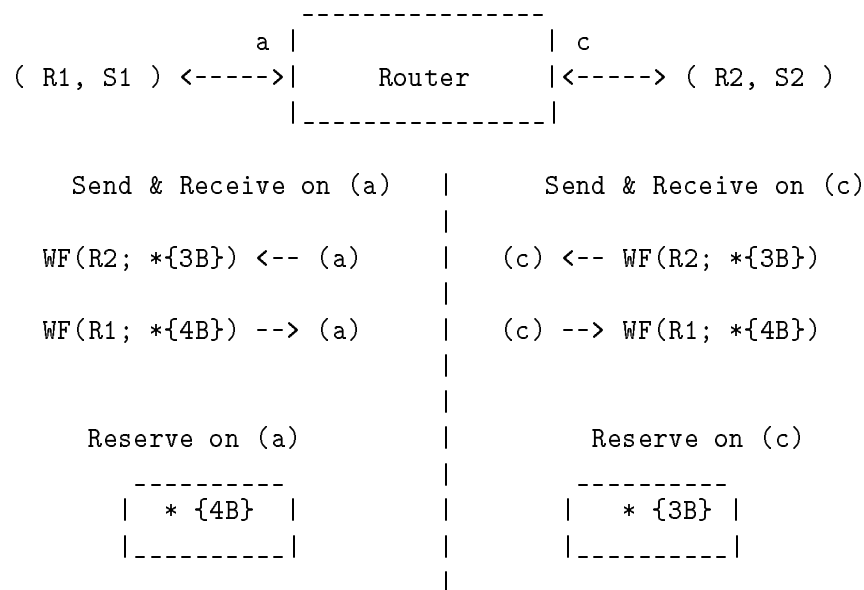 a | | c
( R1, S1 ) <----->| Router |<-----> ( R2, S2 )
Send & Receive on (a) | Send & Receive on (c)
WF(R2; *{3B}) <-- (a) | (c) <-- WF(R2; *{3B})
WF(R1; *{4B}) --> (a) | (c) --> WF(R1; *{4B})
Reserve on (a) | Reserve on (c)
| * {4B} | | | * {3B} |